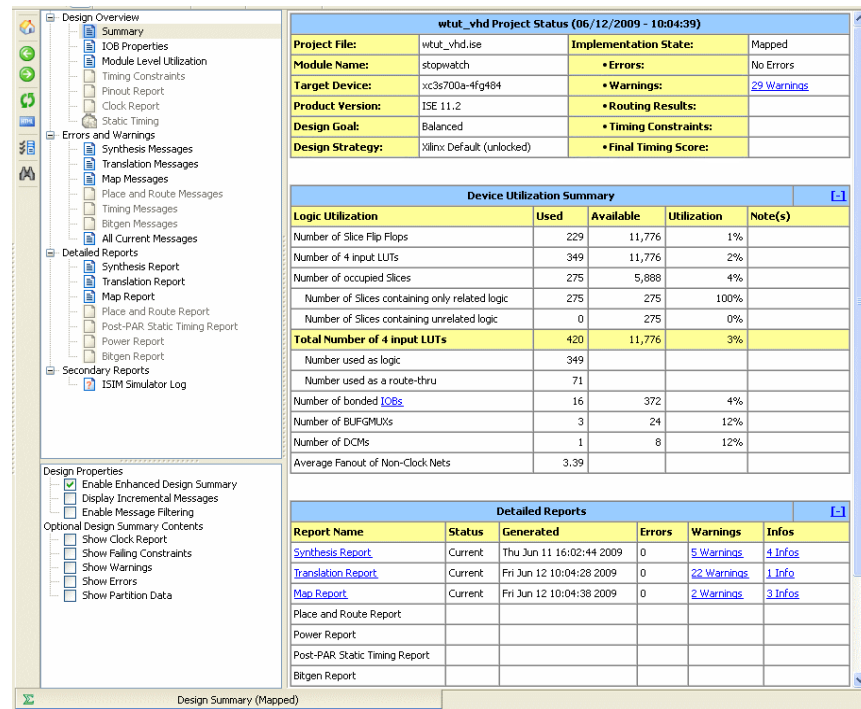 Design Overview
Summary
IOB Properties
Module Level Utilization
Timing Constraints
Pinout Report
Clock Report
Static Timing
Errors and Warnings
Synthesis Messages
Translation Messages
Map Messages
Place and Route Messages
Timing Messages
Bitgen Messages
All Current Messages
Detailed Reports
Synthesis Report
Translation Report
Map Report
Place and Route Report
Post-PAR Static Timing Report
Power Report
Bitgen Report
Secondary Reports
ISIM Simulator Log
Design Properties
Enable Enhanced Design Summary
Display Incremental Messages
Enable Message Filtering
Optional Design Summary Contents
Show Clock Report
Show Failing Constraints
Show Warnings
Show Errors
Show Partition Data
wtut_vhd Project Status (06/12/2009 - 10:04:39)
Project File: wtut_vhd.ise Implementation State: Mapped
Module Name: stopwatch • Errors: No Errors
Target Device: xc3s700a-4fg484 • Warnings: 29 Warnings
Product Version: ISE 11.2 • Routing Results:
Design Goal: Balanced • Timing Constraints:
Design Strategy: Xilinx Default (unlocked) • Final Timing Score:
Device Utilization Summary [-]
Logic Utilization Used Available Utilization Note(s)
Number of Slice Flip Flops 229 11,776 1%
Number of 4 input LUTs 349 11,776 2%
Number of occupied Slices 275 5,888 4%
Number of Slices containing only related logic 275 275 100%
Number of Slices containing unrelated logic 0 275 0%
Total Number of 4 input LUTs 420 11,776 3%
Number used as logic 349
Number used as a route-thru 71
Number of bonded IOBs 16 372 4%
Number of BUFGMUXs 3 24 12%
Number of DCMs 1 8 12%
Average Fanout of Non-Clock Nets 3.39
Detailed Reports [-]
Report Name Status Generated Errors Warnings Infos
Synthesis Report Current Thu Jun 11 16:02:44 2009 0 5 Warnings 4 Infos
Translation Report Current Fri Jun 12 10:04:28 2009 0 22 Warnings 1 Info
Map Report Current Fri Jun 12 10:04:38 2009 0 2 Warnings 3 Infos
Place and Route Report
Power Report
Post-PAR Static Timing Report
Bitgen Report
Design Summary (Mapped)